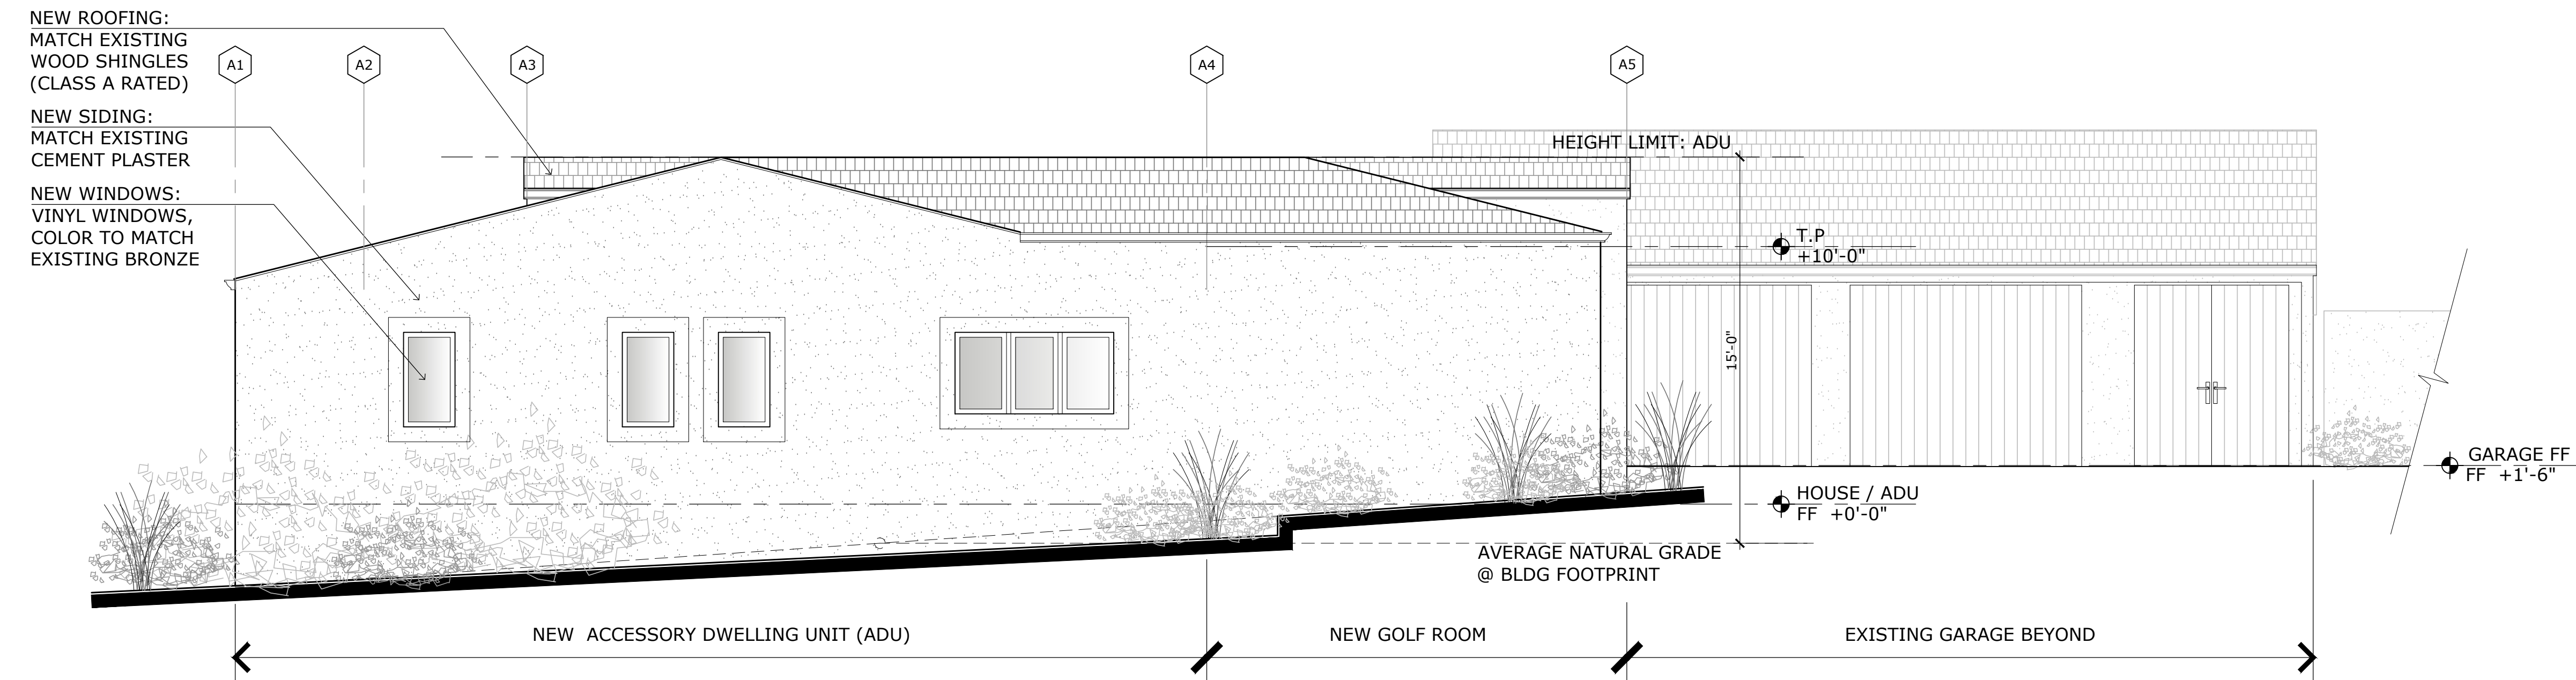 NEW ROOFING:
MATCH EXISTING
WOOD SHINGLES
(CLASS A RATED)
A1
A2
A3
A4
A5
NEW SIDING:
MATCH EXISTING
CEMENT PLASTER
NEW WINDOWS:
VINYL WINDOWS,
COLOR TO MATCH
EXISTING BRONZE
HEIGHT LIMIT: ADU
T.P
+10'-0"
15'-0"
GARAGE FF
FF +1'-6"
HOUSE / ADU
FF +0'-0"
AVERAGE NATURAL GRADE
@ BLDG FOOTPRINT
NEW ACCESSORY DWELLING UNIT (ADU)
NEW GOLF ROOM
EXISTING GARAGE BEYOND